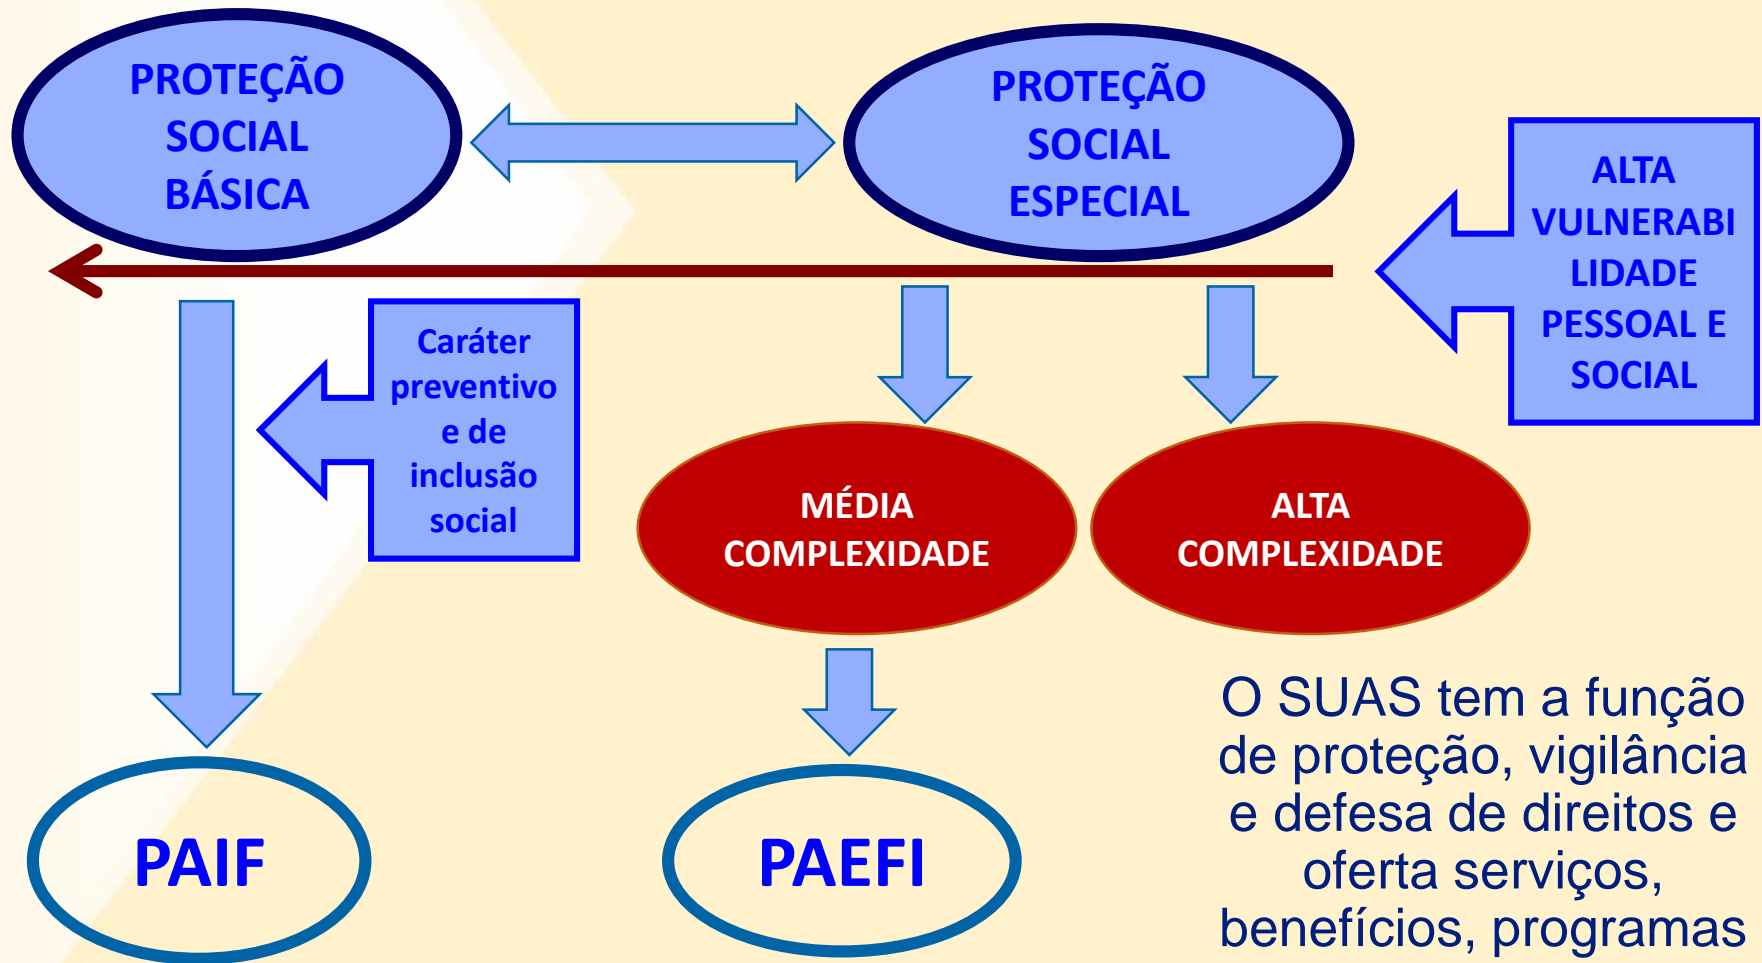 PROTEÇÃO
SOCIAL
BÁSICA
PROTEÇÃO
SOCIAL
ESPECIAL
ALTA
VULNERABI
LIDADE
PESSOAL E
SOCIAL
Caráter
preventivo
e de
inclusão
social
MÉDIA
COMPLEXIDADE
ALTA
COMPLEXIDADE
PAIF
PAEFI
O SUAS tem a função
de proteção, vigilância
e defesa de direitos e
oferta serviços,
benefícios, programas